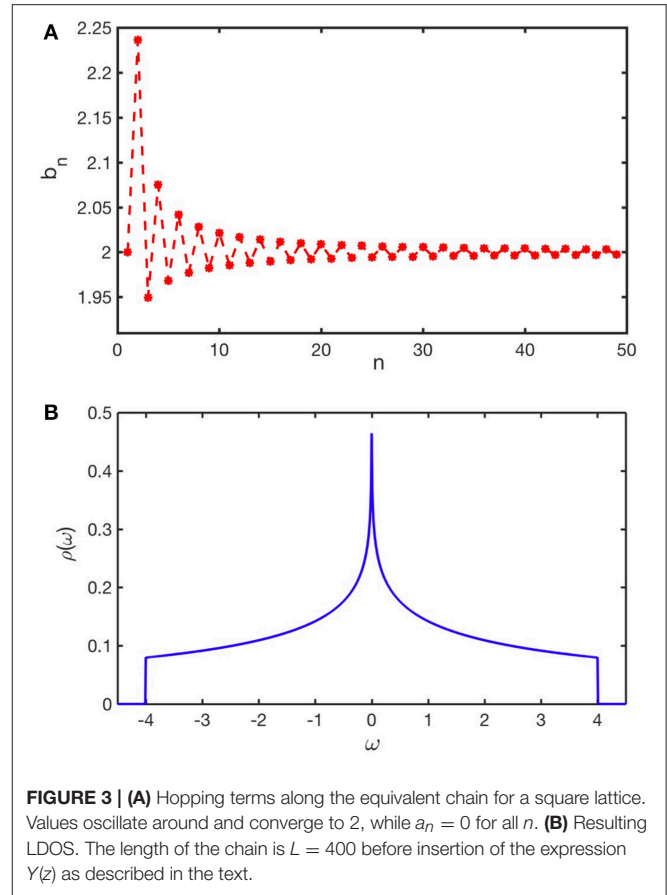 A
2.25
2.2
2.15
2.1
2.05
2
1.95
b_n
0 10 20 30 40 50
n
B
0.5
0.4
0.3
0.2
0.1
0
ρ(ω)
-4 -3 -2 -1 0 1 2 3 4
ω
FIGURE 3 | (A) Hopping terms along the equivalent chain for a square lattice.
Values oscillate around and converge to 2, while a_n = 0 for all n. (B) Resulting
LDOS. The length of the chain is L = 400 before insertion of the expression
Y(z) as described in the text.